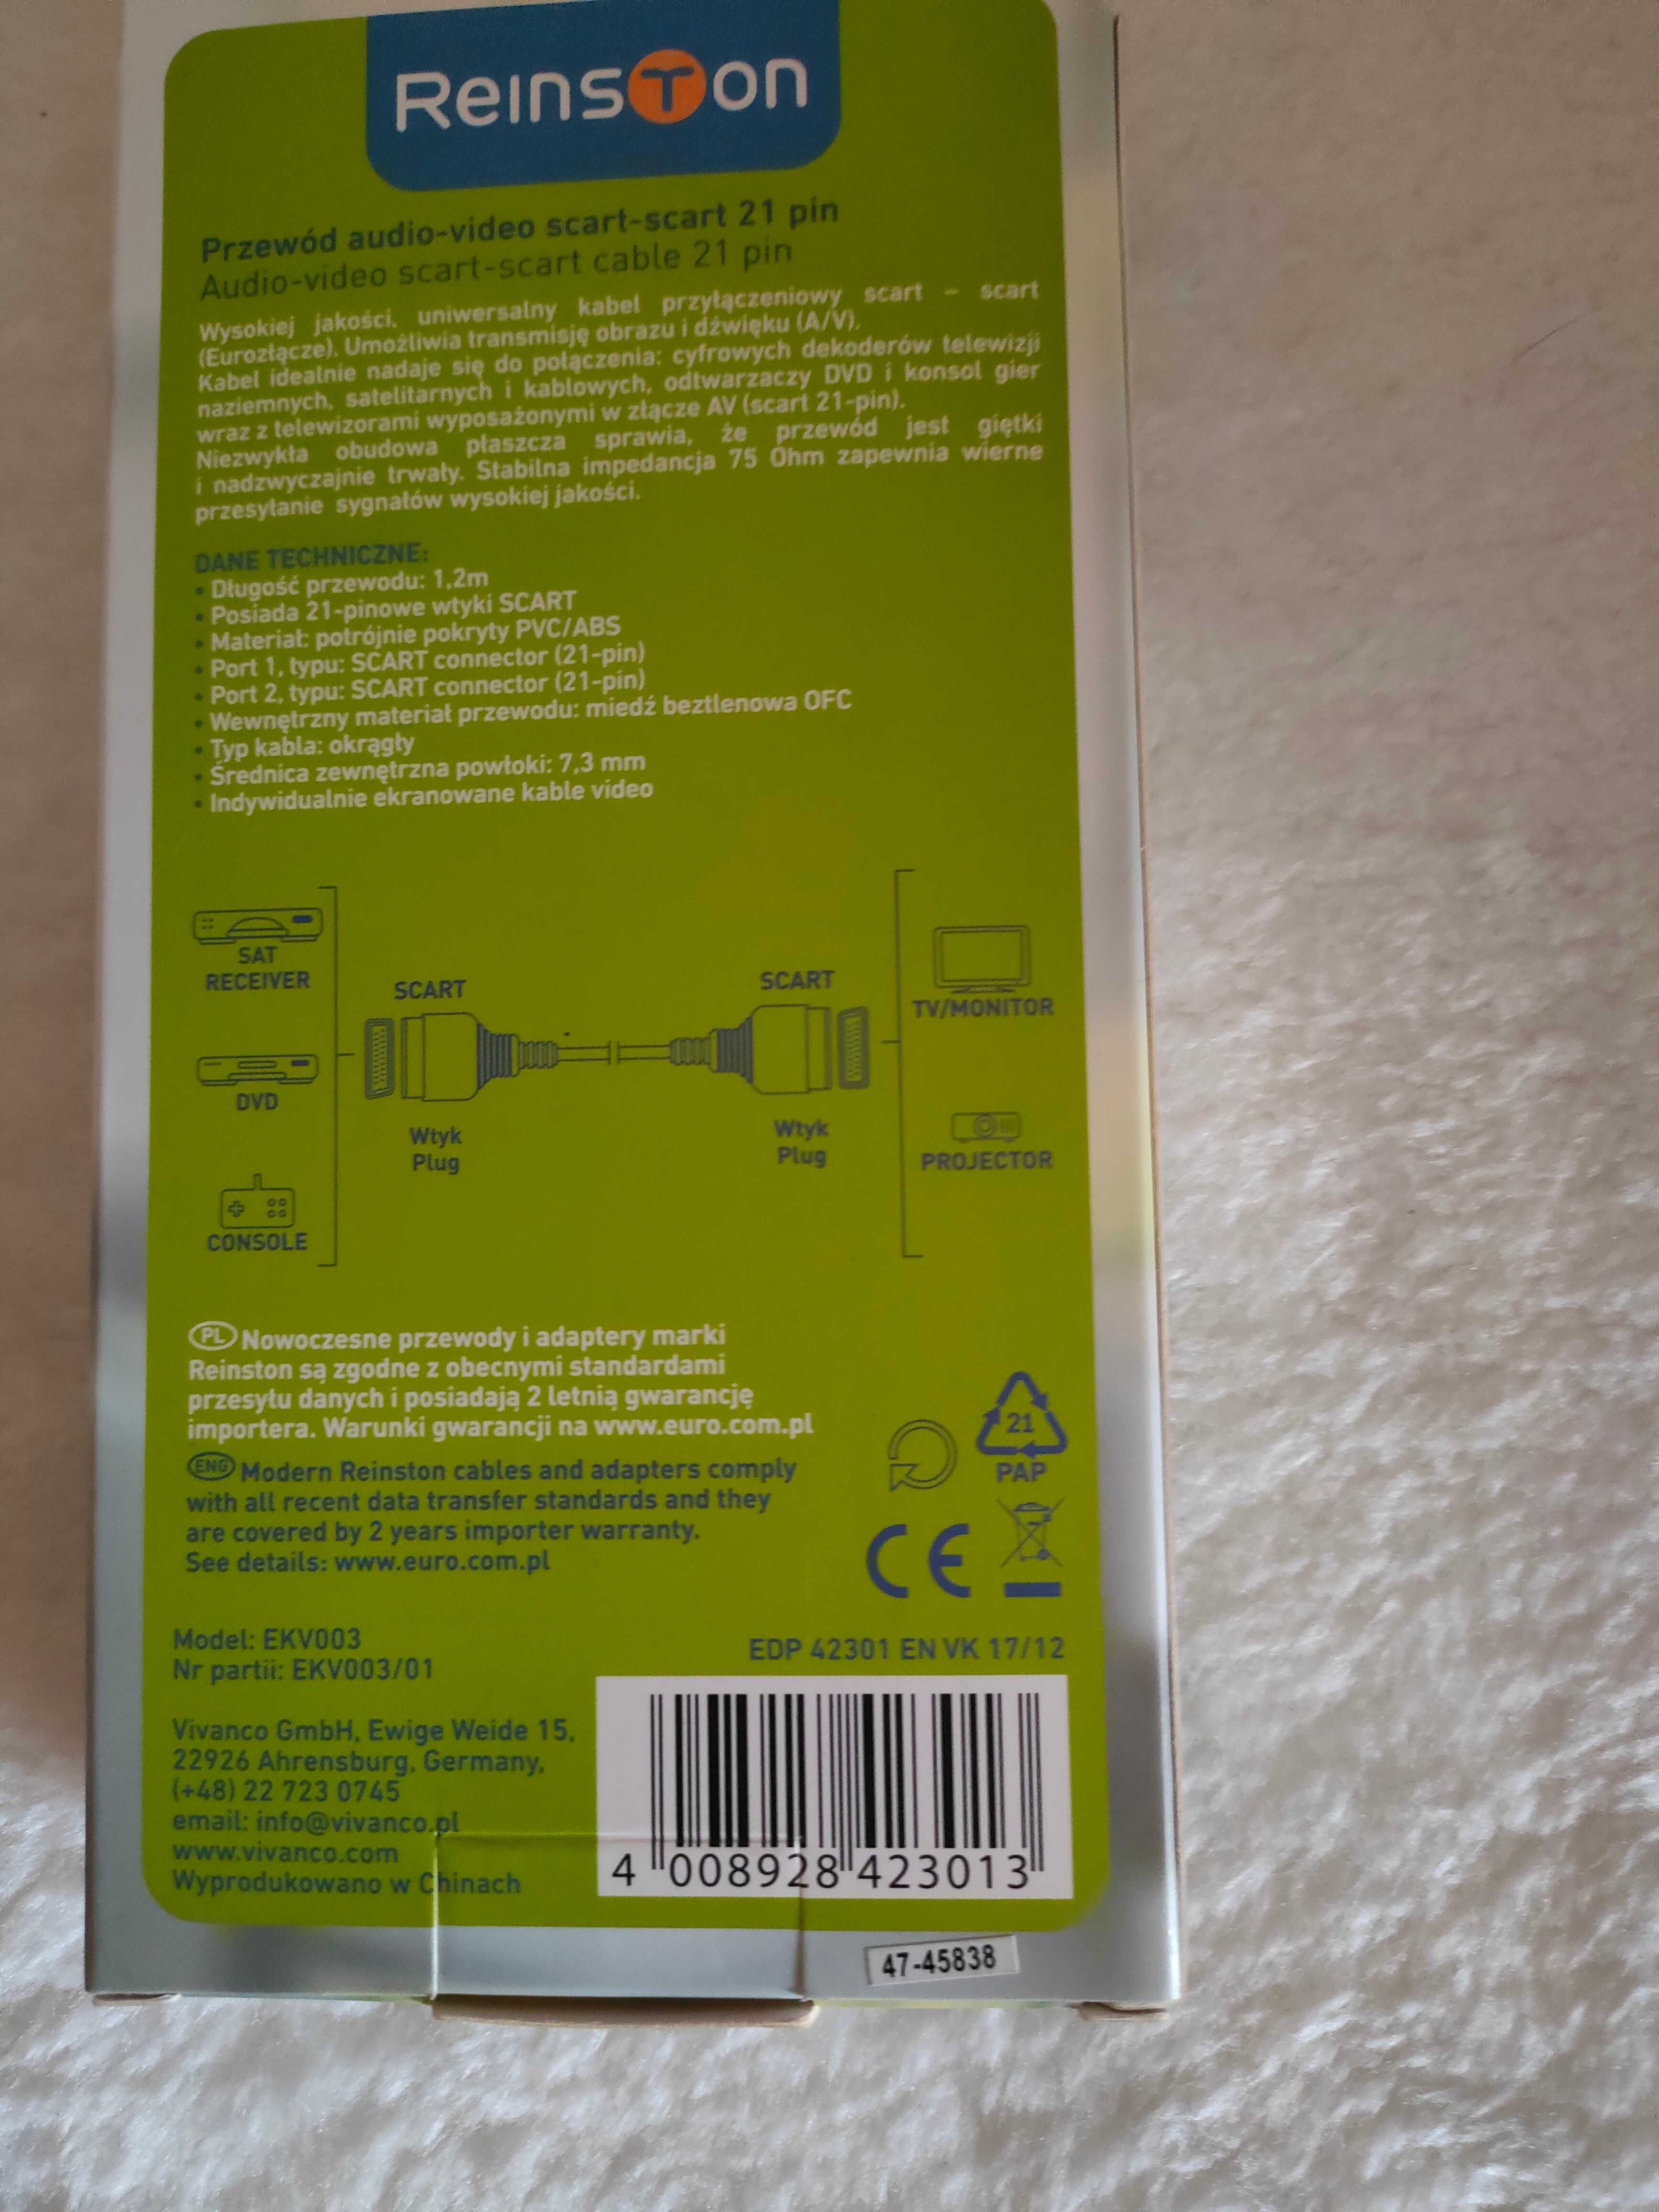 Reinston
Przewód audio-video scart-scart 21 pin
Audio-video scart-scart cable 21 pin
Wysokiej jakości, uniwersalny kabel przyłączeniowy scart - scart
(Eurozłącze). Umożliwia transmisję obrazu i dźwięku (A/V).
Kabel idealnie nadaje się do połączenia: cyfrowych dekoderów telewizji
naziemnych, satelitarnych i kablowych, odtwarzaczy DVD i konsol gier
wraz z telewizorami wyposażonymi w złącze AV (scart 21-pin).
Niezwykła obudowa płaszcza sprawia, że przewód jest giętki
i nadzwyczajnie trwały. Stabilna impedancja 75 Ohm zapewnia wierne
przesyłanie sygnałów wysokiej jakości.
DANE TECHNICZNE:
• Długość przewodu: 1,2m
• Posiada 21-pinowe wtyki SCART
• Materiał: potrójnie pokryty PVC/ABS
• Port 1, typu: SCART connector (21-pin)
• Port 2, typu: SCART connector (21-pin)
• Wewnętrzny materiał przewodu: miedź beztlenowa OFC
• Typ kabla: okrągły
• Średnica zewnętrzna powłoki: 7,3 mm
• Indywidualnie ekranowane kable video
SAT
RECEIVER
DVD
CONSOLE
SCART
Wtyk
Plug
SCART
Wtyk
Plug
TV/MONITOR
PROJECTOR
PL Nowoczesne przewody i adaptery marki
Reinston są zgodne z obecnymi standardami
przesyłu danych i posiadają 2 letnią gwarancję
importera. Warunki gwarancji na www.euro.com.pl
ENG Modern Reinston cables and adapters comply
with all recent data transfer standards and they
are covered by 2 years importer warranty.
See details: www.euro.com.pl
21
PAP
CE
Model: EKV003
Nr partii: EKV003/01
EDP 42301 EN VK 17/12
Vivanco GmbH, Ewige Weide 15,
22926 Ahrensburg, Germany,
(+48) 22 723 0745
email: info@vivanco.pl
www.vivanco.com
Wyprodukowano w Chinach
4 008928 423013
47-45838